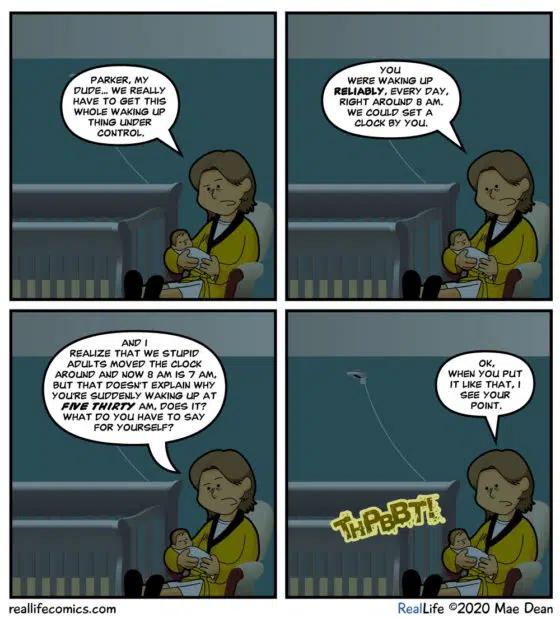 PARKER, MY
DUDE... WE REALLY
HAVE TO GET THIS
WHOLE WAKING UP
THING UNDER
CONTROL.
YOU
WERE WAKING UP
RELIABLY, EVERY DAY,
RIGHT AROUND 8 AM.
WE COULD SET A
CLOCK BY YOU.
AND I
REALIZE THAT WE STUPID
ADULTS MOVED THE CLOCK
AROUND AND NOW 8 AM IS 7 AM,
BUT THAT DOESN'T EXPLAIN WHY
YOU'RE SUDDENLY WAKING UP AT
FIVE THIRTY AM, DOES IT?
WHAT DO YOU HAVE TO SAY
FOR YOURSELF?
THPBBT!
OK,
WHEN YOU PUT
IT LIKE THAT, I
SEE YOUR
POINT.
reallifecomics.com
RealLife ©2020 Mae Dean